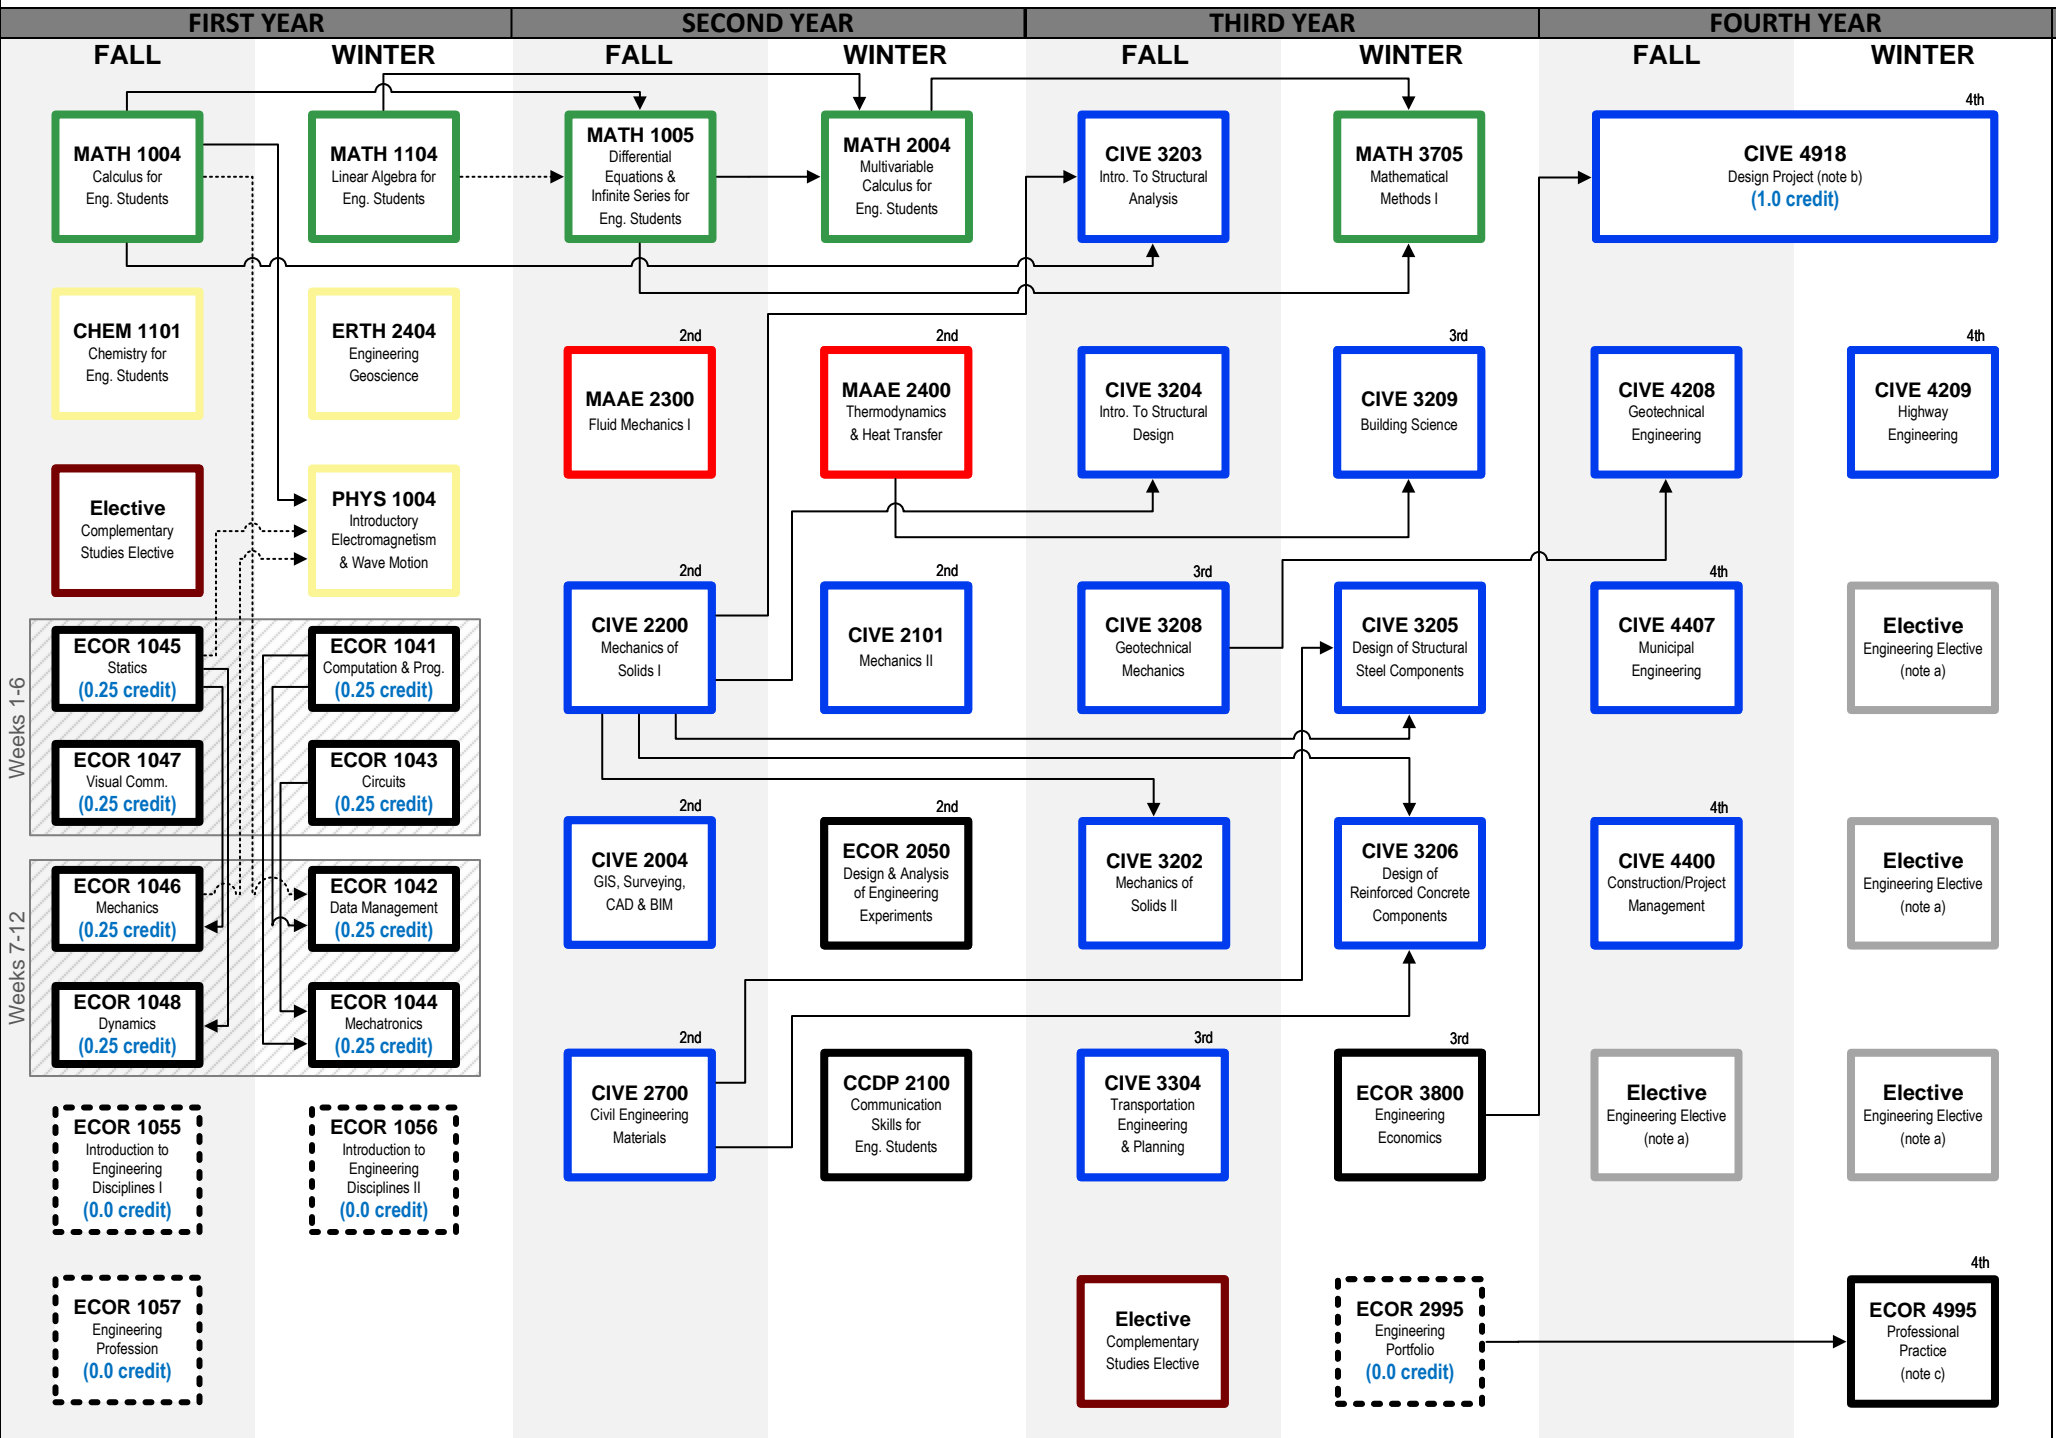 FIRST YEAR
SECOND YEAR
THIRD YEAR
FOURTH YEAR
FALL
WINTER
FALL
WINTER
FALL
WINTER
FALL
WINTER
MATH 1004
Calculus for
Eng. Students
MATH 1104
Linear Algebra for
Eng. Students
MATH 1005
Differential
Equations &
Infinite Series for
Eng. Students
MATH 2004
Multivariable
Calculus for
Eng. Students
CIVE 3203
Intro. To Structural
Analysis
MATH 3705
Mathematical
Methods I
4th
CIVE 4918
Design Project (note b)
(1.0 credit)
CHEM 1101
Chemistry for
Eng. Students
ERTH 2404
Engineering
Geoscience
2nd
MAAE 2300
Fluid Mechanics I
2nd
MAAE 2400
Thermodynamics
& Heat Transfer
CIVE 3204
Intro. To Structural
Design
3rd
CIVE 3209
Building Science
CIVE 4208
Geotechnical
Engineering
4th
CIVE 4209
Highway
Engineering
Elective
Complementary
Studies Elective
PHYS 1004
Introductory
Electromagnetism
& Wave Motion
2nd
CIVE 2200
Mechanics of
Solids I
2nd
CIVE 2101
Mechanics II
3rd
CIVE 3208
Geotechnical
Mechanics
CIVE 3205
Design of Structural
Steel Components
4th
CIVE 4407
Municipal
Engineering
Elective
Engineering Elective
(note a)
Weeks 1-6
ECOR 1045
Statics
(0.25 credit)
ECOR 1041
Computation & Prog.
(0.25 credit)
ECOR 1047
Visual Comm.
(0.25 credit)
ECOR 1043
Circuits
(0.25 credit)
2nd
CIVE 2004
GIS, Surveying,
CAD & BIM
2nd
ECOR 2050
Design & Analysis
of Engineering
Experiments
CIVE 3202
Mechanics of
Solids II
CIVE 3206
Design of
Reinforced Concrete
Components
4th
CIVE 4400
Construction/Project
Management
Elective
Engineering Elective
(note a)
Weeks 7-12
ECOR 1046
Mechanics
(0.25 credit)
ECOR 1042
Data Management
(0.25 credit)
ECOR 1048
Dynamics
(0.25 credit)
ECOR 1044
Mechatronics
(0.25 credit)
2nd
CIVE 2700
Civil Engineering
Materials
CCDP 2100
Communication
Skills for
Eng. Students
3rd
CIVE 3304
Transportation
Engineering
& Planning
3rd
ECOR 3800
Engineering
Economics
Elective
Engineering Elective
(note a)
Elective
Engineering Elective
(note a)
ECOR 1055
Introduction to
Engineering
Disciplines I
(0.0 credit)
ECOR 1056
Introduction to
Engineering
Disciplines II
(0.0 credit)
ECOR 1057
Engineering
Profession
(0.0 credit)
Elective
Complementary
Studies Elective
ECOR 2995
Engineering
Portfolio
(0.0 credit)
4th
ECOR 4995
Professional
Practice
(note c)